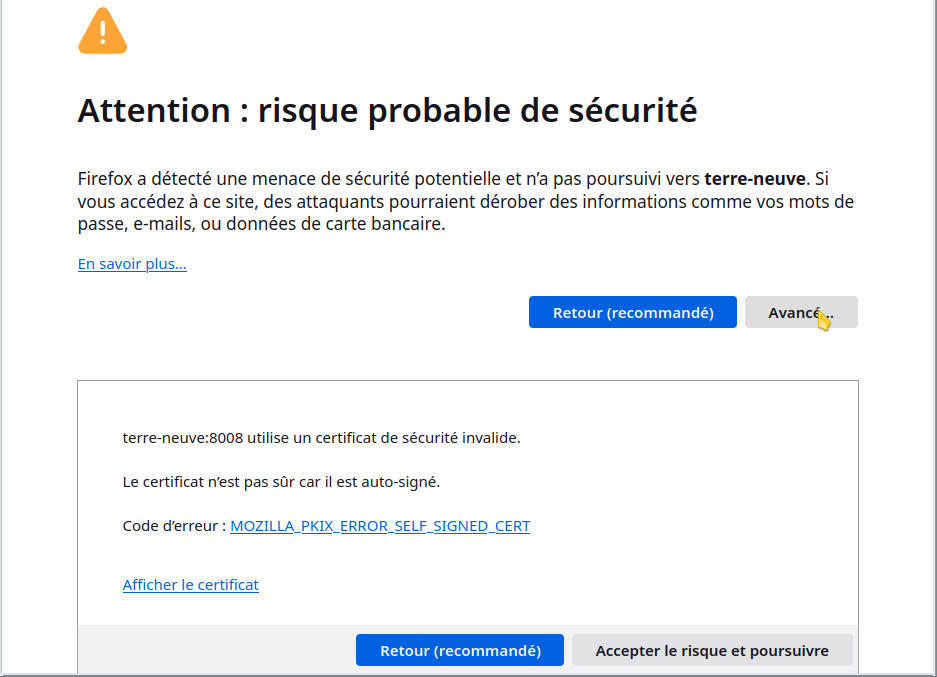 Attention : risque probable de sécurité
Firefox a détecté une menace de sécurité potentielle et n’a pas poursuivi vers terre-neuve. Si
vous accédez à ce site, des attaquants pourraient dérober des informations comme vos mots de
passe, e-mails, ou données de carte bancaire.
En savoir plus…
Retour (recommandé)
Avancé…
terre-neuve:8008 utilise un certificat de sécurité invalide.
Le certificat n’est pas sûr car il est auto-signé.
Code d’erreur : MOZILLA_PKIX_ERROR_SELF_SIGNED_CERT
Afficher le certificat
Retour (recommandé)
Accepter le risque et poursuivre